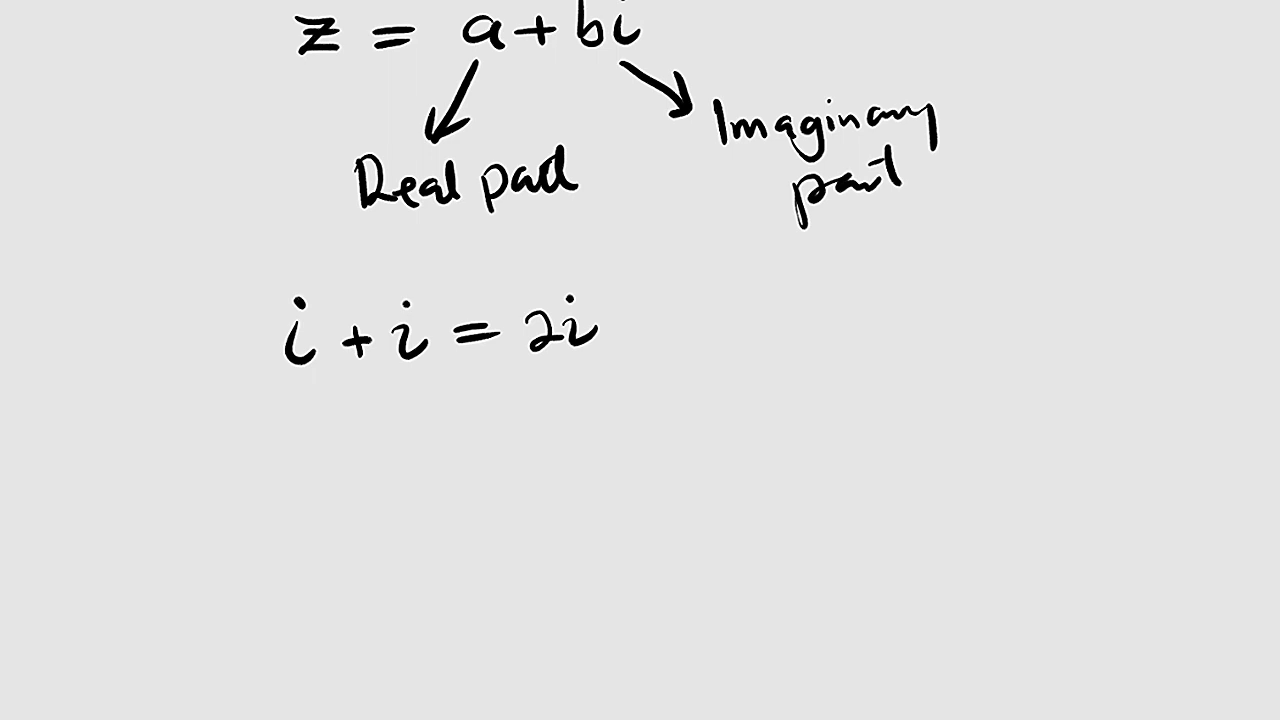 z = a + bi
Real part
Imaginary
part
i + i = 2i